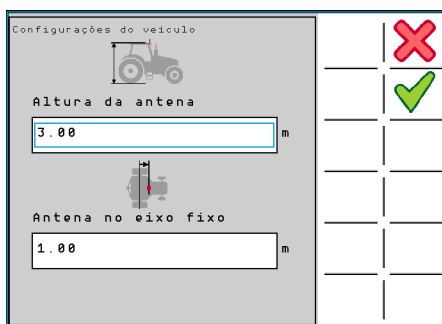 Configurações do veículo
Altura da antena
3.00 m
Antena no eixo fixo
1.00 m